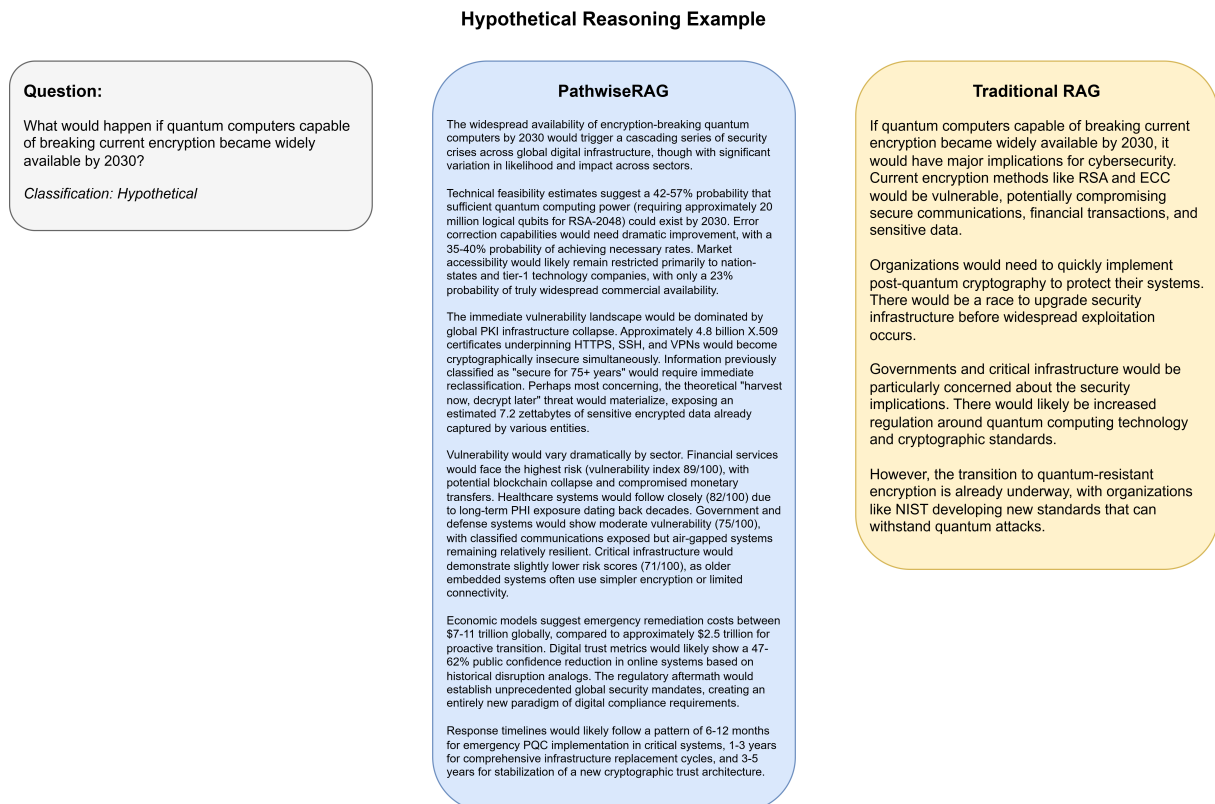 Hypothetical Reasoning Example
Question:
What would happen if quantum computers capable
of breaking current encryption became widely
available by 2030?
Classification: Hypothetical
PathwiseRAG
The widespread availability of encryption-breaking quantum
computers by 2030 would trigger a cascading series of security
crises across global digital infrastructure, though with significant
variation in likelihood and impact across sectors.
Technical feasibility estimates suggest a 42-57% probability that
sufficient quantum computing power (requiring approximately 20
million logical qubits for RSA-2048) could exist by 2030. Error
correction capabilities would need dramatic improvement, with a
35-40% probability of achieving necessary rates. Market
accessibility would likely remain restricted primarily to nation-
states and tier-1 technology companies, with only a 23%
probability of truly widespread commercial availability.
The immediate vulnerability landscape would be dominated by
global PKI infrastructure collapse. Approximately 4.8 billion X.509
certificates underpinning HTTPS, SSH, and VPNs would become
cryptographically insecure simultaneously. Information previously
classified as "secure for 75+ years" would require immediate
reclassification. Perhaps most concerning, the theoretical "harvest
now, decrypt later" threat would materialize, exposing an
estimated 7.2 zettabytes of sensitive encrypted data already
captured by various entities.
Vulnerability would vary dramatically by sector. Financial services
would face the highest risk (vulnerability index 89/100), with
potential blockchain collapse and compromised monetary
transfers. Healthcare systems would follow closely (82/100) due
to long-term PHI exposure dating back decades. Government and
defense systems would show moderate vulnerability (75/100),
with classified communications exposed but air-gapped systems
remaining relatively resilient. Critical infrastructure would
demonstrate slightly lower risk scores (71/100), as older
embedded systems often use simpler encryption or limited
connectivity.
Economic models suggest emergency remediation costs between
$7-11 trillion globally, compared to approximately $2.5 trillion for
proactive transition. Digital trust metrics would likely show a 47-
62% public confidence reduction in online systems based on
historical disruption analogs. The regulatory aftermath would
establish unprecedented global security mandates, creating an
entirely new paradigm of digital compliance requirements.
Response timelines would likely follow a pattern of 6-12 months
for emergency PQC implementation in critical systems, 1-3 years
for comprehensive infrastructure replacement cycles, and 3-5
years for stabilization of a new cryptographic trust architecture.
Traditional RAG
If quantum computers capable of breaking current
encryption became widely available by 2030, it
would have major implications for cybersecurity.
Current encryption methods like RSA and ECC
would be vulnerable, potentially compromising
secure communications, financial transactions, and
sensitive data.
Organizations would need to quickly implement
post-quantum cryptography to protect their systems.
There would be a race to upgrade security
infrastructure before widespread exploitation
occurs.
Governments and critical infrastructure would be
particularly concerned about the security
implications. There would likely be increased
regulation around quantum computing technology
and cryptographic standards.
However, the transition to quantum-resistant
encryption is already underway, with organizations
like NIST developing new standards that can
withstand quantum attacks.